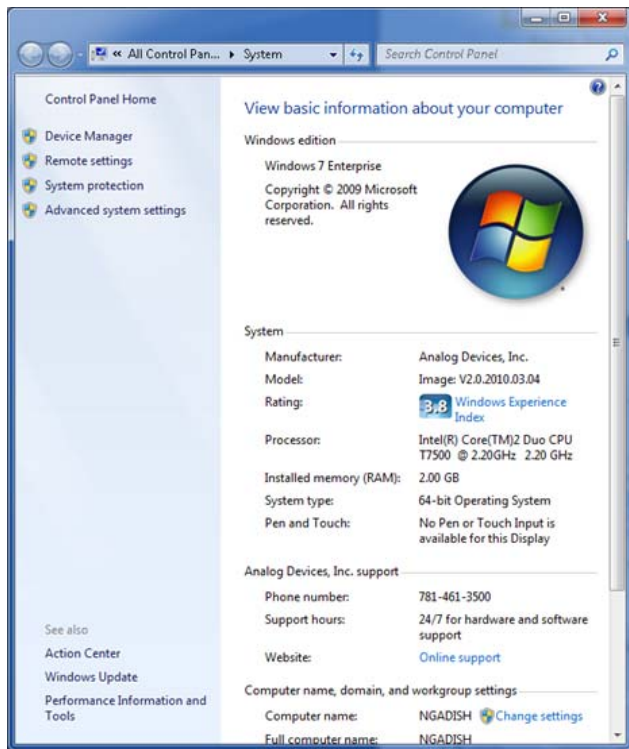 « All Control Pan... ▸ System
Search Control Panel
Control Panel Home
Device Manager
Remote settings
System protection
Advanced system settings
See also
Action Center
Windows Update
Performance Information and
Tools
View basic information about your computer
Windows edition
Windows 7 Enterprise
Copyright © 2009 Microsoft
Corporation. All rights
reserved.
System
Manufacturer: Analog Devices, Inc.
Model: Image: V2.0.2010.03.04
Rating: 3,8 Windows Experience
Index
Processor: Intel(R) Core(TM)2 Duo CPU
T7500 @ 2.20GHz 2.20 GHz
Installed memory (RAM): 2.00 GB
System type: 64-bit Operating System
Pen and Touch: No Pen or Touch Input is
available for this Display
Analog Devices, Inc. support
Phone number: 781-461-3500
Support hours: 24/7 for hardware and software
support
Website: Online support
Computer name, domain, and workgroup settings
Computer name: NGADISH Change settings
Full computer name: NGADISH